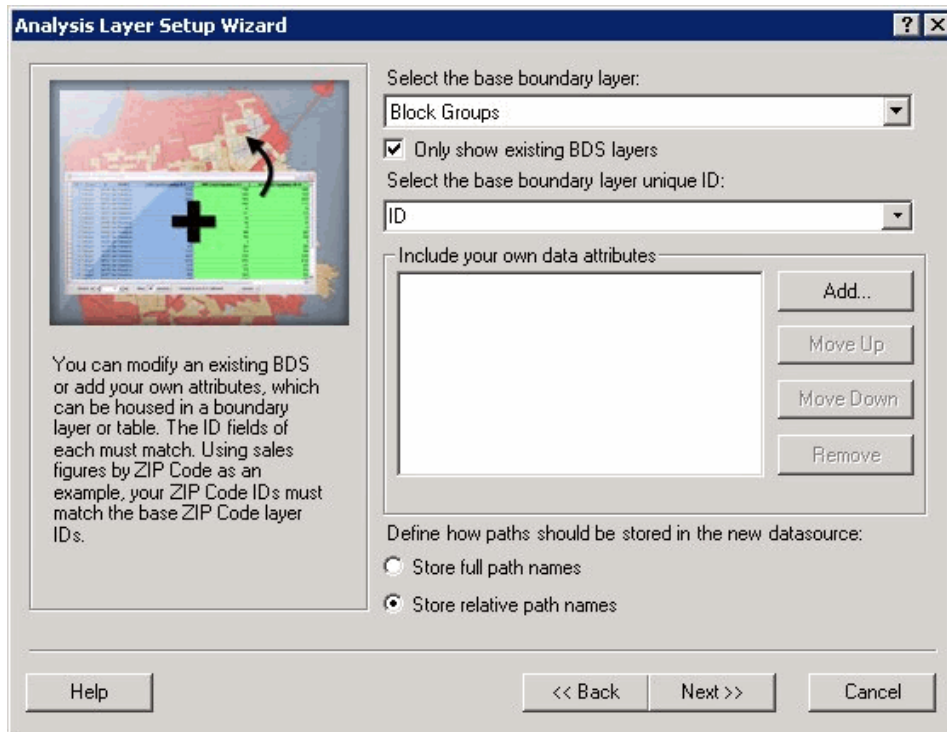 Analysis Layer Setup Wizard
Select the base boundary layer:
Block Groups
Only show existing BDS layers
Select the base boundary layer unique ID:
ID
Include your own data attributes
Add...
Move Up
Move Down
Remove
You can modify an existing BDS
or add your own attributes, which
can be housed in a boundary
layer or table. The ID fields of
each must match. Using sales
figures by ZIP Code as an
example, your ZIP Code IDs must
match the base ZIP Code layer
IDs.
Define how paths should be stored in the new datasource:
Store full path names
Store relative path names
Help
<< Back
Next >>
Cancel